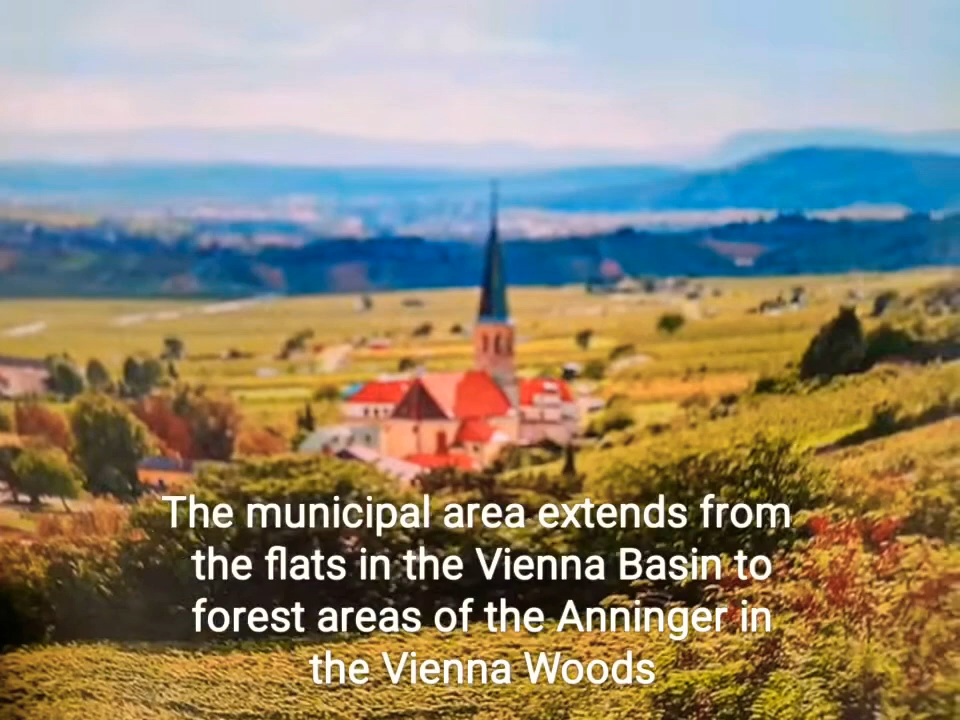 The municipal area extends from
the flats in the Vienna Basin to
forest areas of the Anninger in
the Vienna Woods